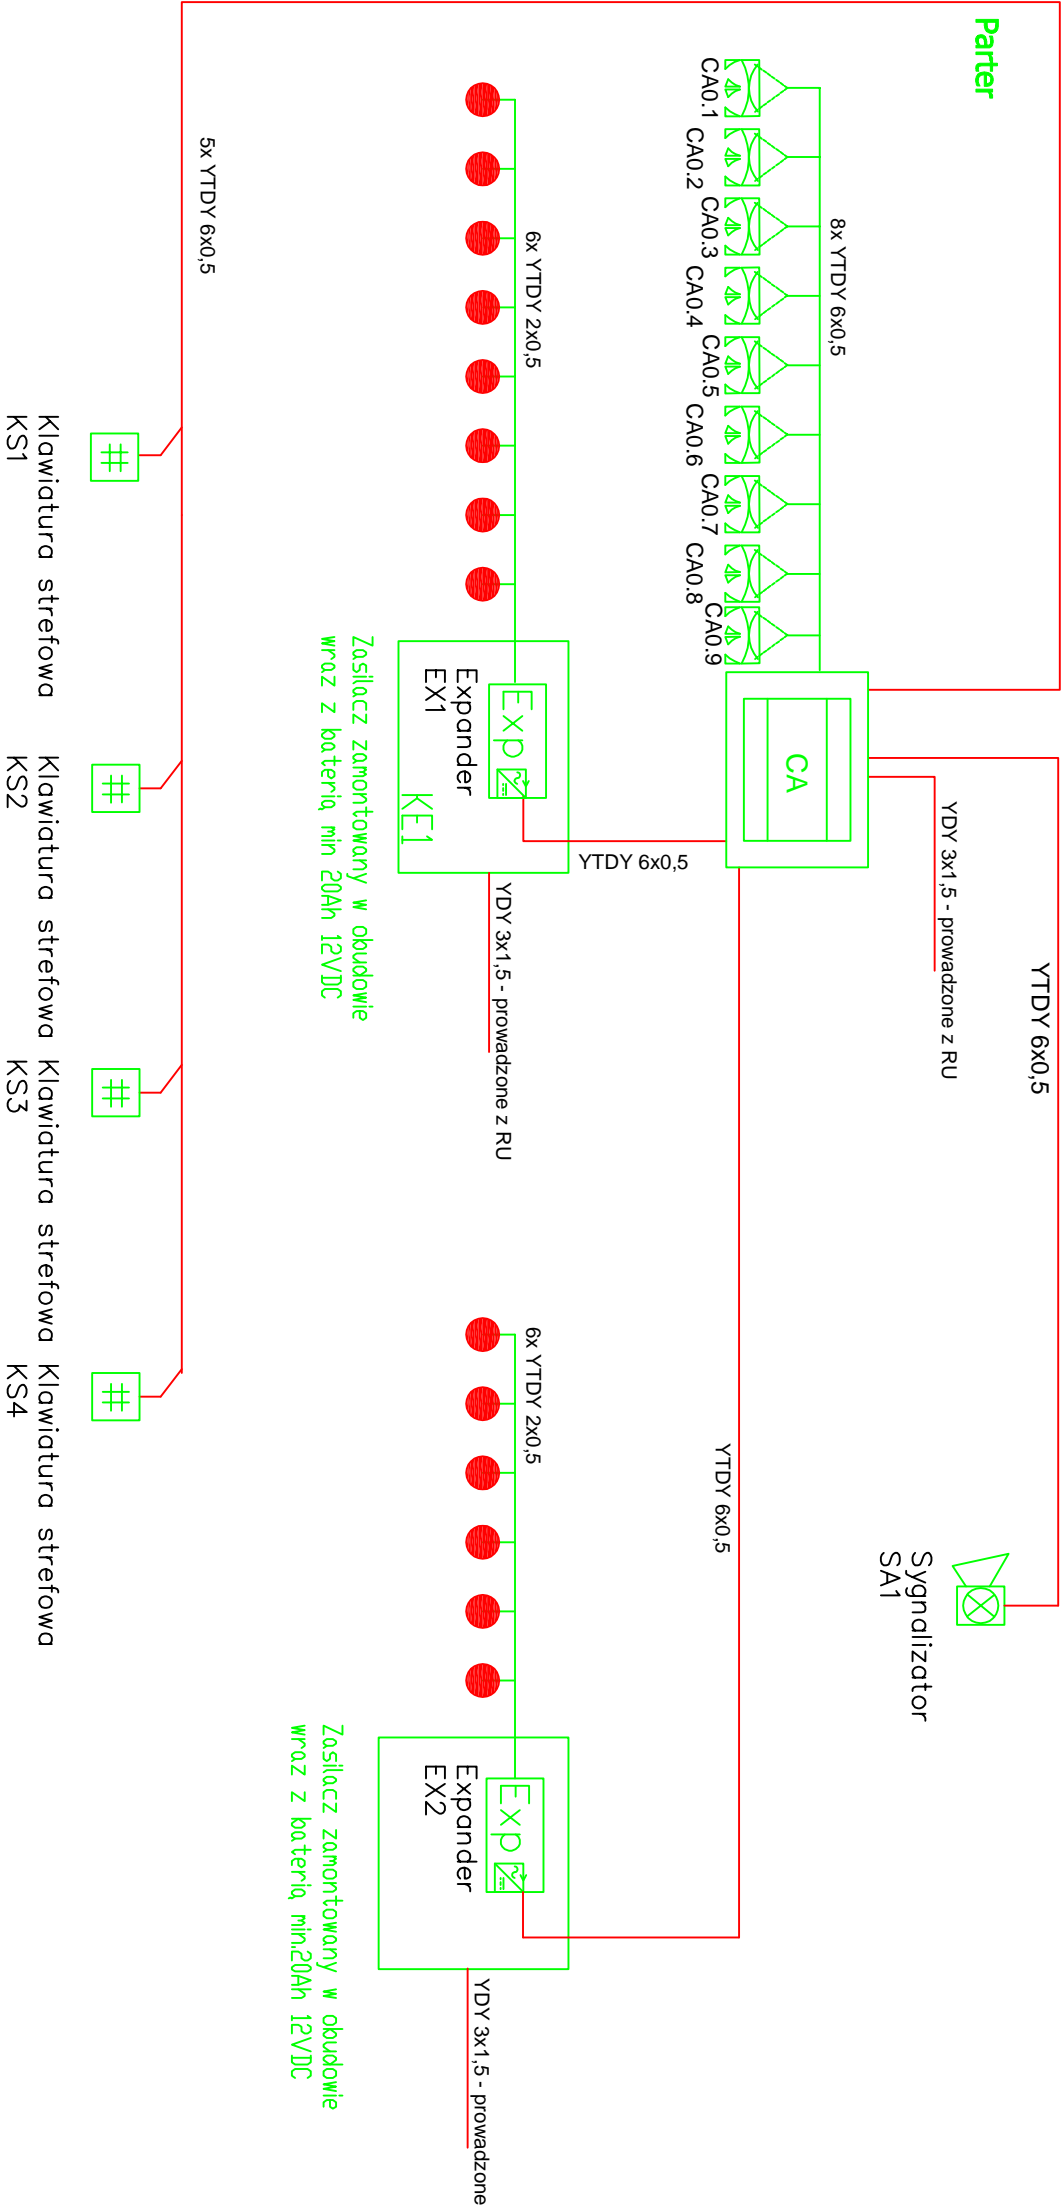 Parter
YTDY 6x0,5
YDY 3x1,5 - prowadzone z RU
Sygnalizator
SA1
8x YTDY 6x0,5
CA
CA0.1
CA0.2
CA0.3
CA0.4
CA0.5
CA0.6
CA0.7
CA0.8
CA0.9
YTDY 6x0,5
YTDY 6x0,5
6x YTDY 2x0,5
Exp
Expander
EX1
KE1
YDY 3x1,5 - prowadzone z RU
Zasilacz zamontowany w obudowie
wraz z baterią min 20Ah 12VDC
6x YTDY 2x0,5
Exp
Expander
EX2
YDY 3x1,5 - prowadzone
Zasilacz zamontowany w obudowie
wraz z baterią min.20Ah 12VDC
5x YTDY 6x0,5
Klawiatura strefowa
KS1
Klawiatura strefowa
KS2
Klawiatura strefowa
KS3
Klawiatura strefowa
KS4